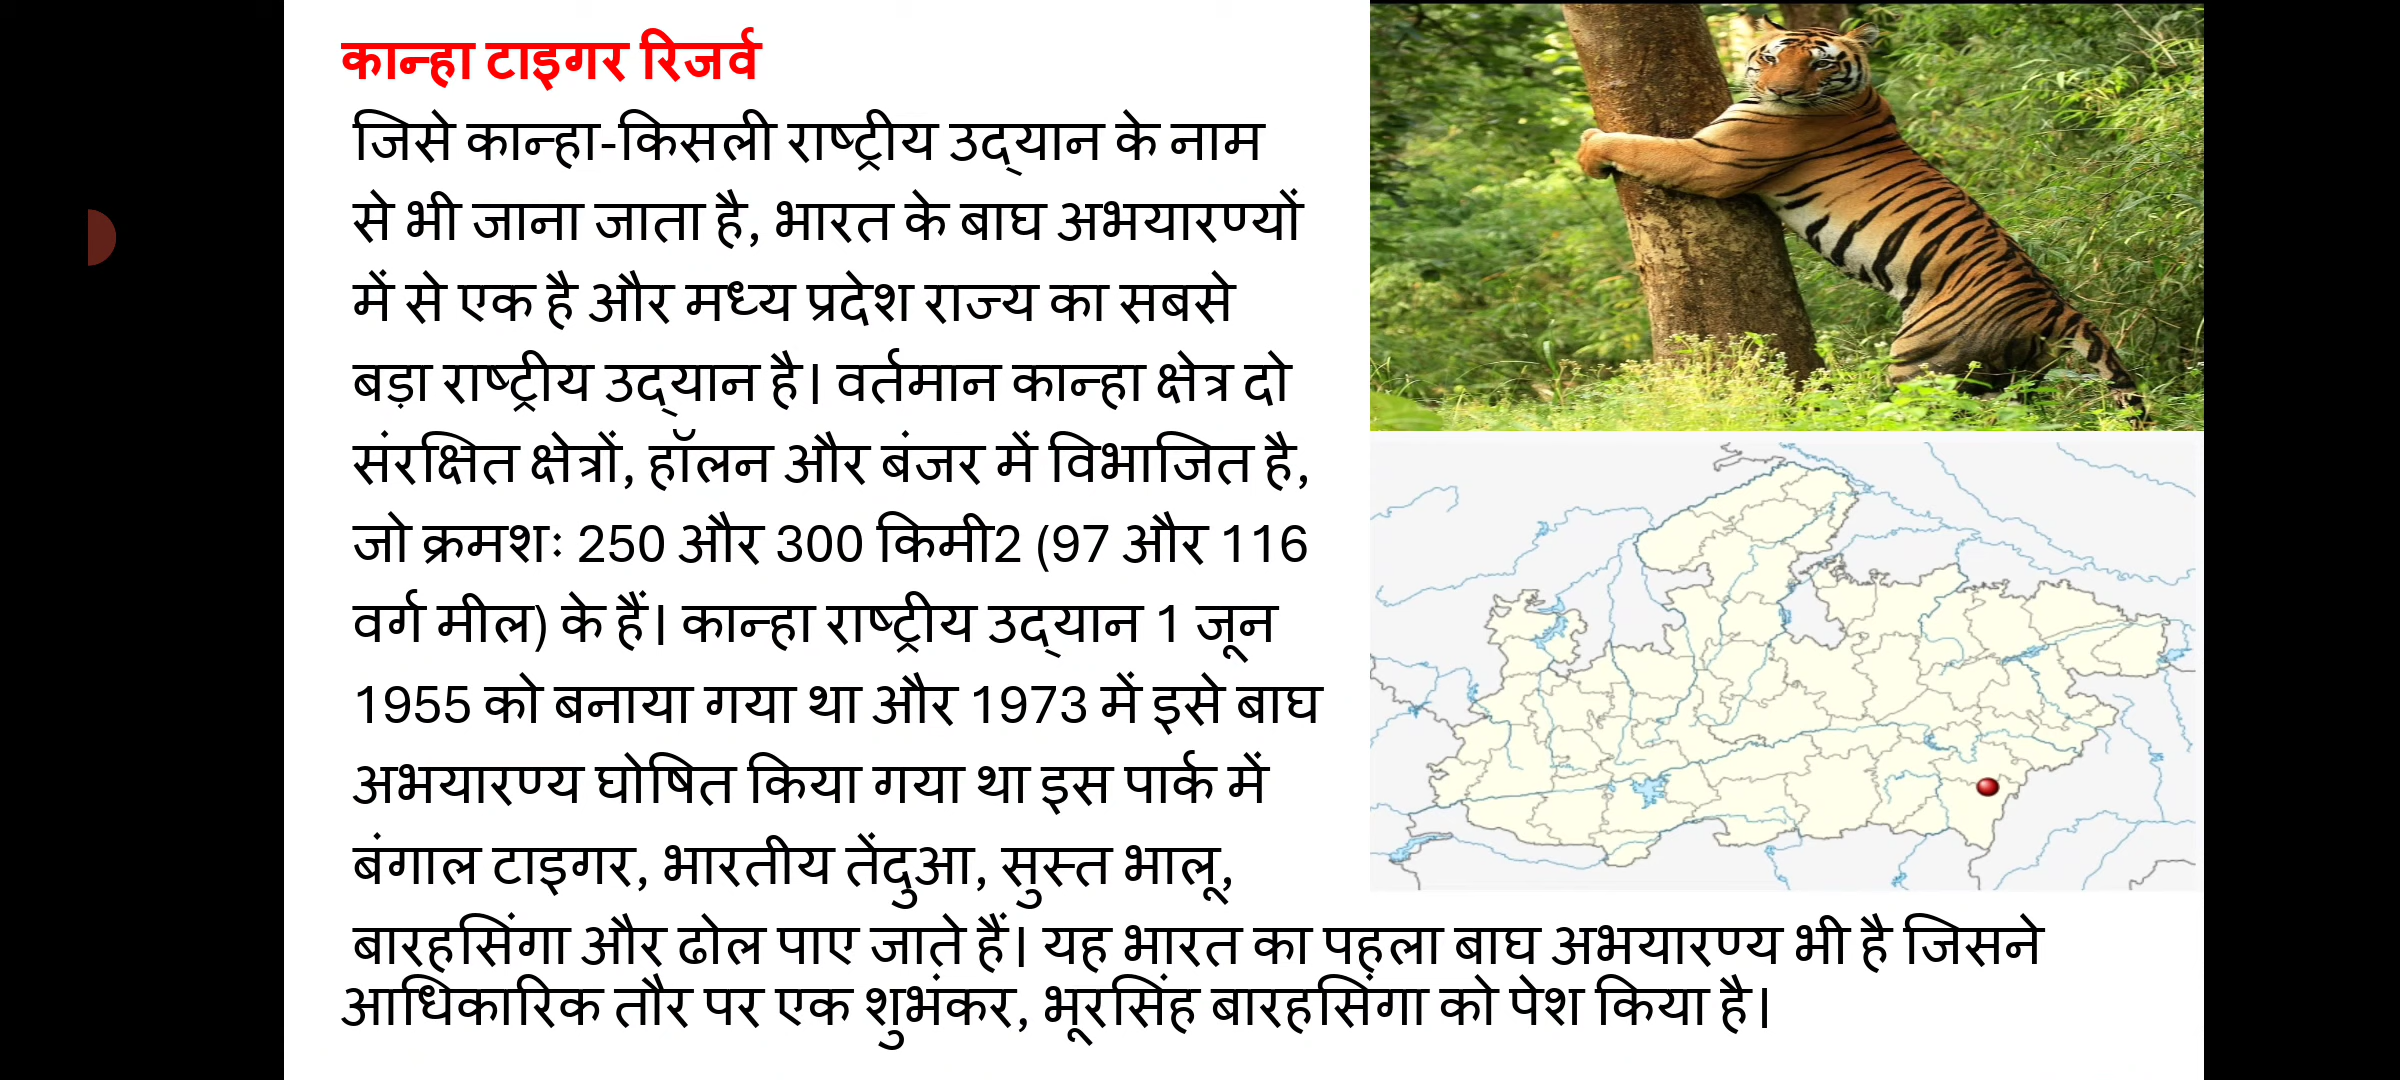 कान्हा टाइगर रिजर्व
जिसे कान्हा-किसली राष्ट्रीय उद्यान के नाम
से भी जाना जाता है, भारत के बाघ अभयारण्यों
में से एक है और मध्य प्रदेश राज्य का सबसे
बड़ा राष्ट्रीय उद्यान है। वर्तमान कान्हा क्षेत्र दो
संरक्षित क्षेत्रों, हॉलन और बंजर में विभाजित है,
जो क्रमशः 250 और 300 किमी2 (97 और 116
वर्ग मील) के हैं। कान्हा राष्ट्रीय उद्यान 1 जून
1955 को बनाया गया था और 1973 में इसे बाघ
अभयारण्य घोषित किया गया था इस पार्क में
बंगाल टाइगर, भारतीय तेंदुआ, सुस्त भालू,
बारहसिंगा और ढोल पाए जाते हैं। यह भारत का पहला बाघ अभयारण्य भी है जिसने
आधिकारिक तौर पर एक शुभंकर, भूरसिंह बारहसिंगा को पेश किया है।